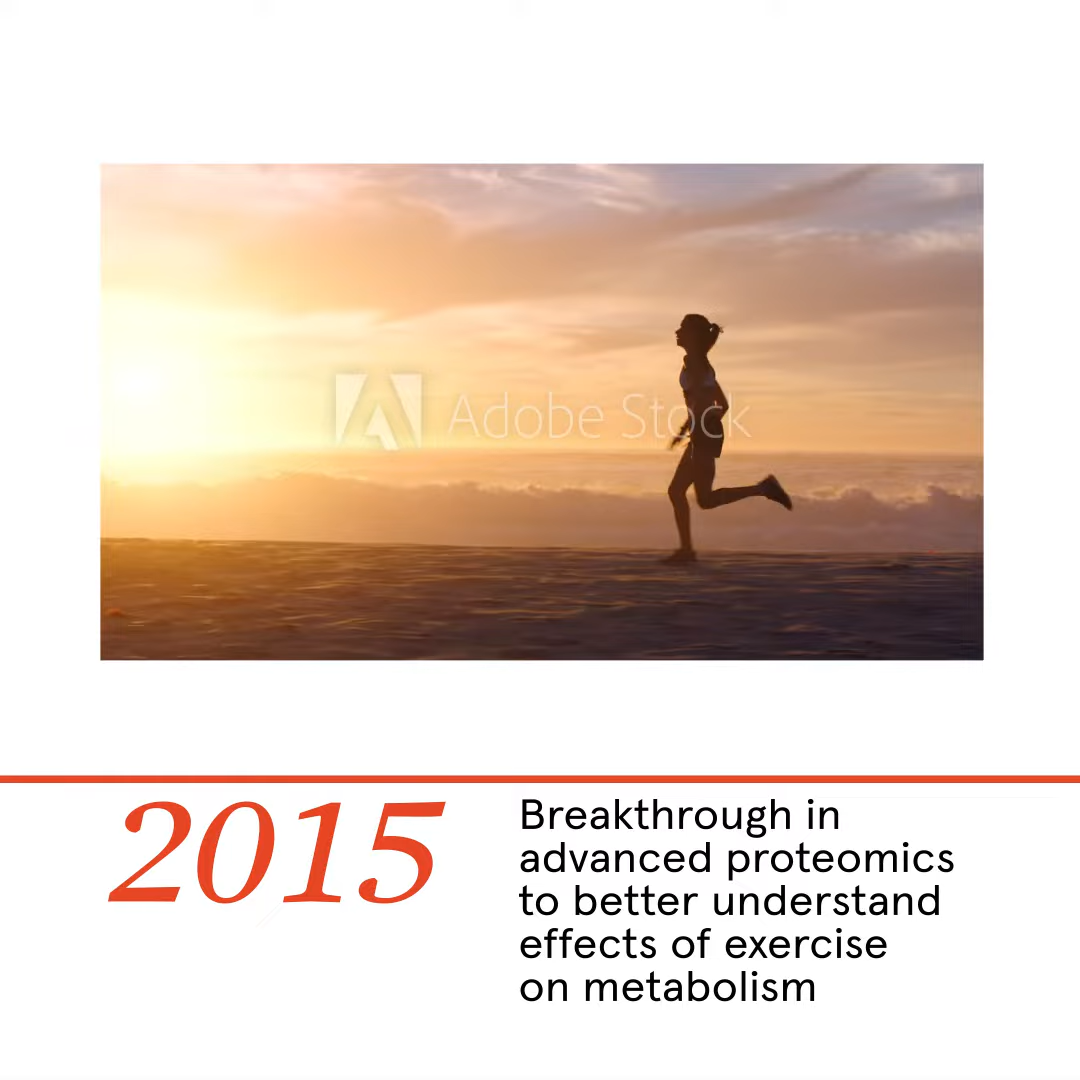 Adobe Stock
2015
Breakthrough in
advanced proteomics
to better understand
effects of exercise
on metabolism